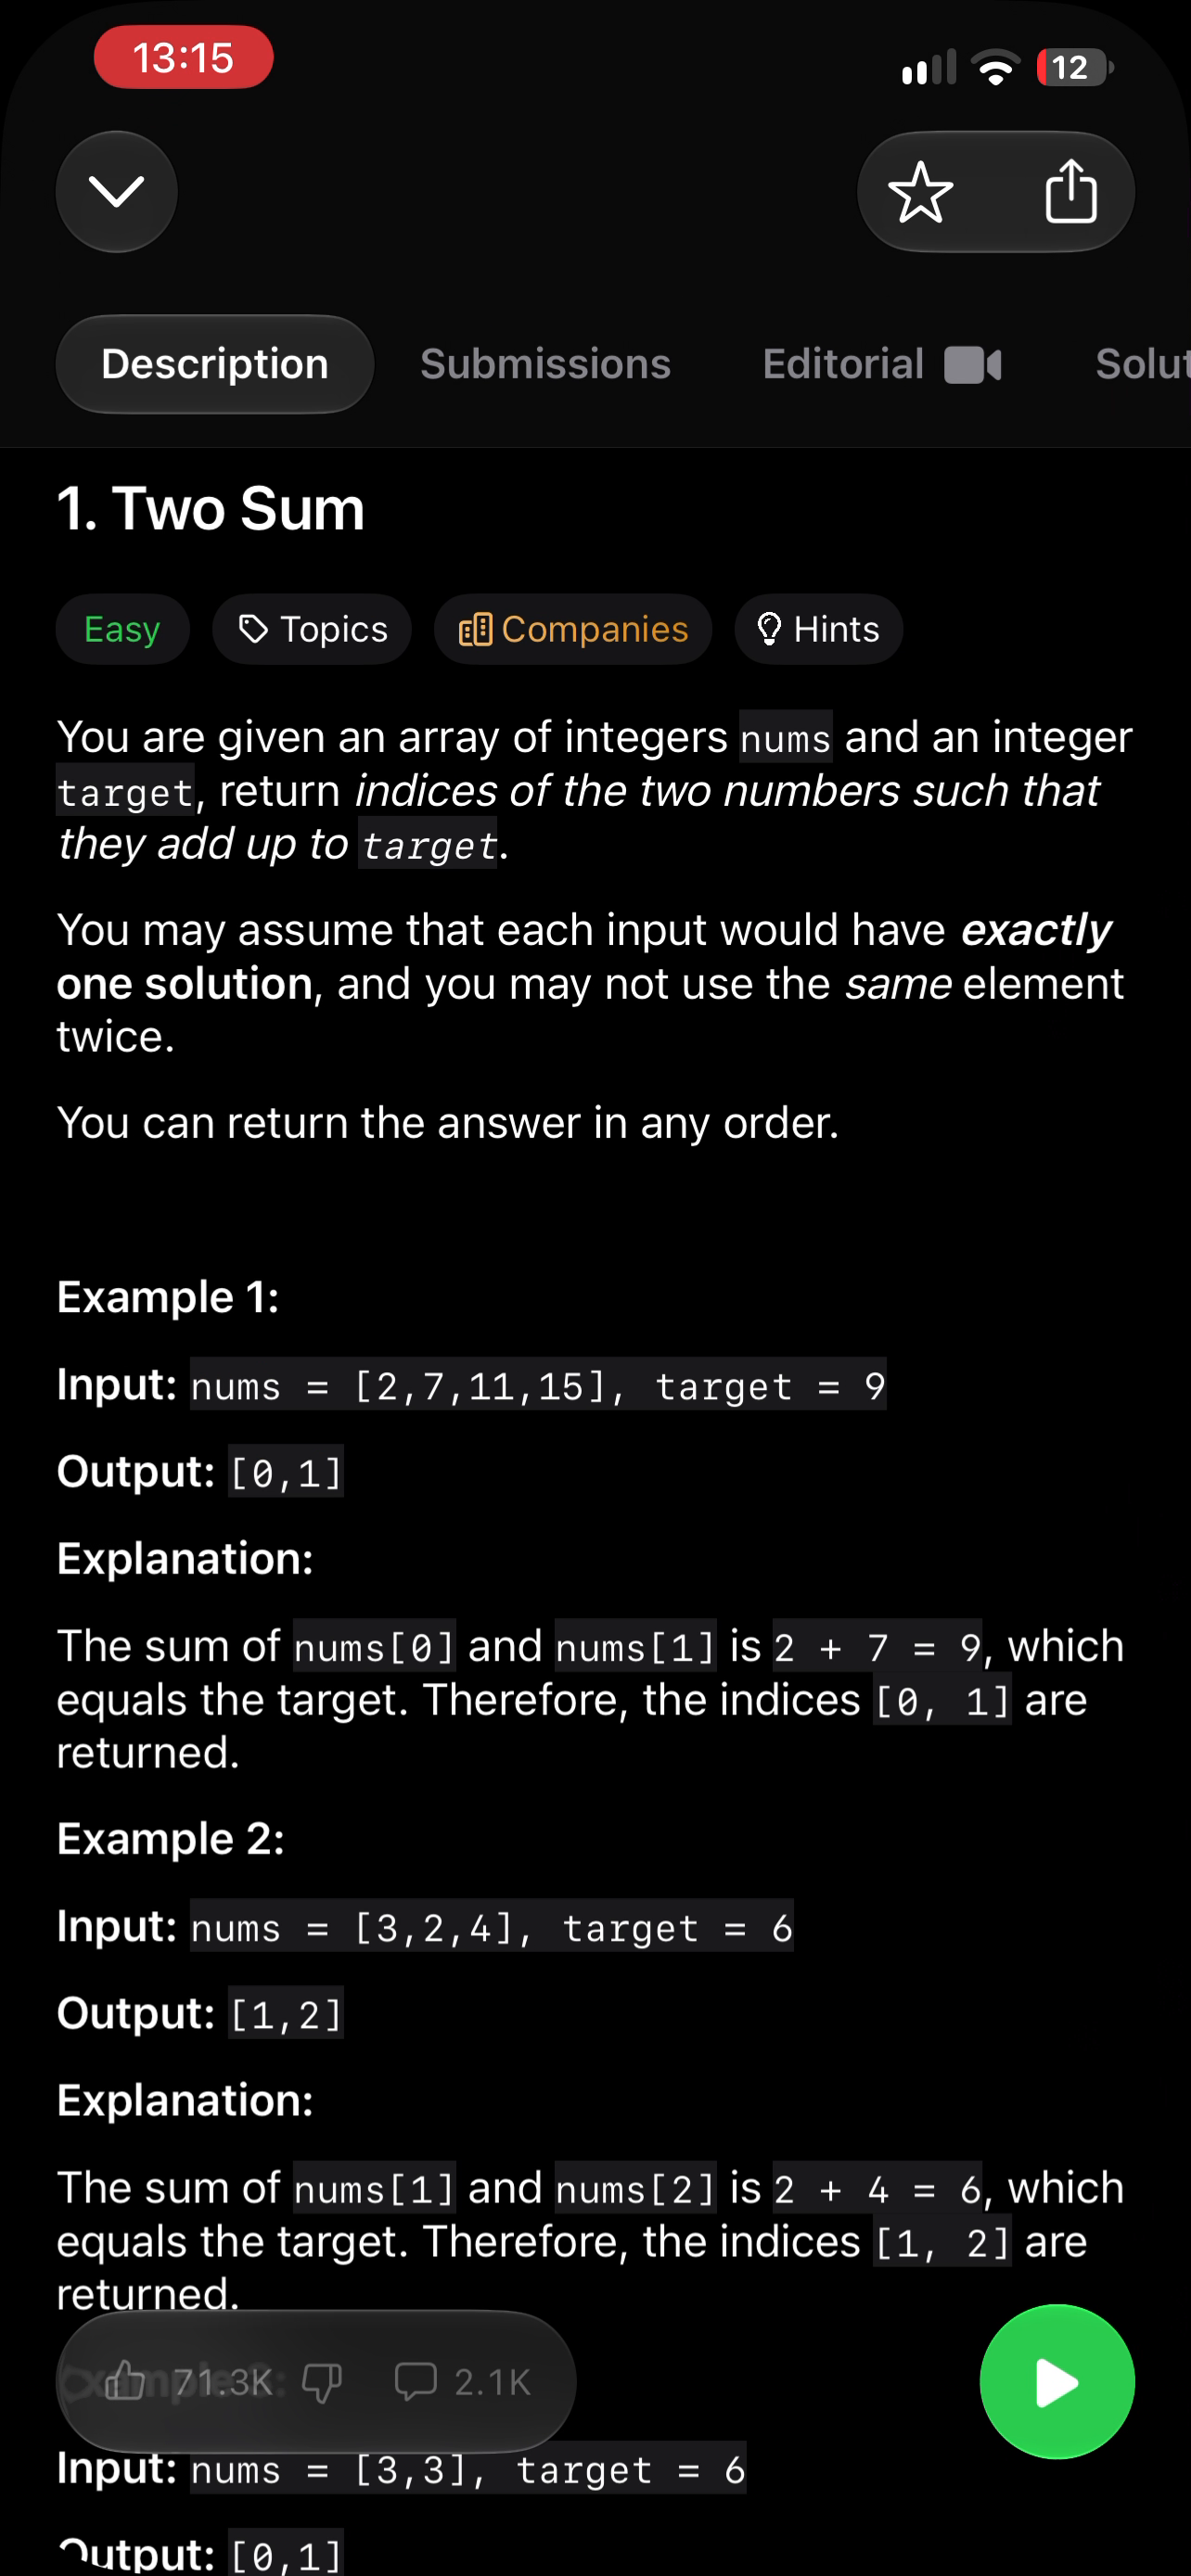 13:15
12
Description Submissions Editorial Solut
1. Two Sum
Easy Topics Companies Hints
You are given an array of integers nums and an integer
target, return indices of the two numbers such that
they add up to target.
You may assume that each input would have exactly
one solution, and you may not use the same element
twice.
You can return the answer in any order.
Example 1:
Input: nums = [2,7,11,15], target = 9
Output: [0,1]
Explanation:
The sum of nums[0] and nums[1] is 2 + 7 = 9, which
equals the target. Therefore, the indices [0, 1] are
returned.
Example 2:
Input: nums = [3,2,4], target = 6
Output: [1,2]
Explanation:
The sum of nums[1] and nums[2] is 2 + 4 = 6, which
equals the target. Therefore, the indices [1, 2] are
returned.
71.3K 2.1K
Input: nums = [3,3], target = 6
Output: [0,1]